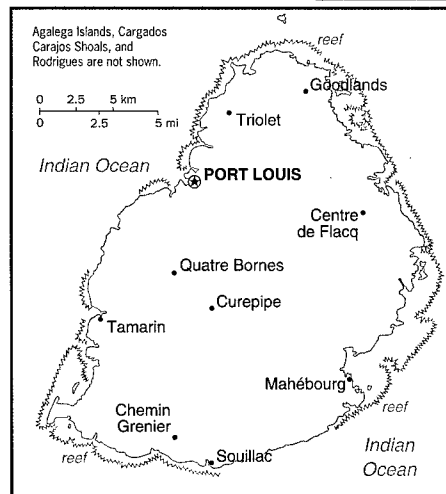 Agalega Islands, Cargados
Carajos Shoals, and
Rodrigues are not shown.
0 2.5 5 km
0 2.5 5 mi
reef
Goodlands
Triolet
Indian Ocean
PORT LOUIS
Centre
de Flacq
Quatre Bornes
Curepipe
Tamarin
Mahébourg
Chemin
Grenier
reef
Souillac
reef
Indian
Ocean